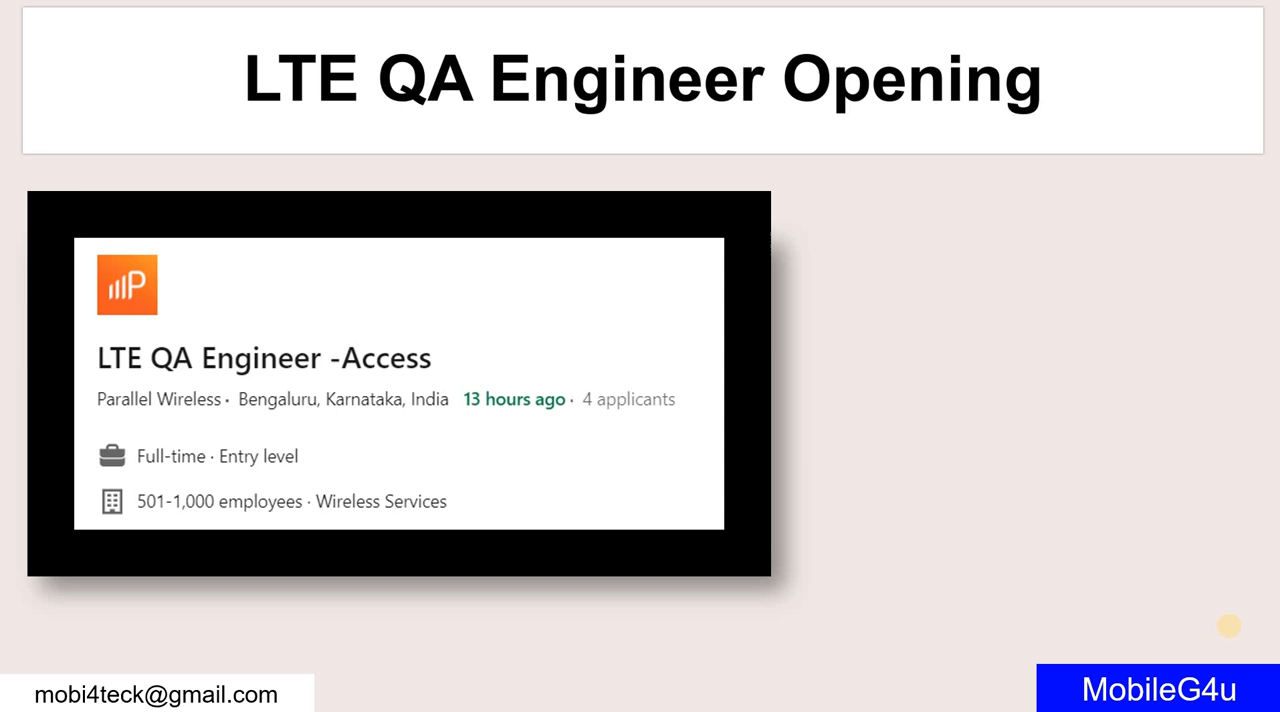 LTE QA Engineer Opening
P
LTE QA Engineer -Access
Parallel Wireless · Bengaluru, Karnataka, India 13 hours ago · 4 applicants
Full-time · Entry level
501-1,000 employees · Wireless Services
mobi4teck@gmail.com
MobileG4u